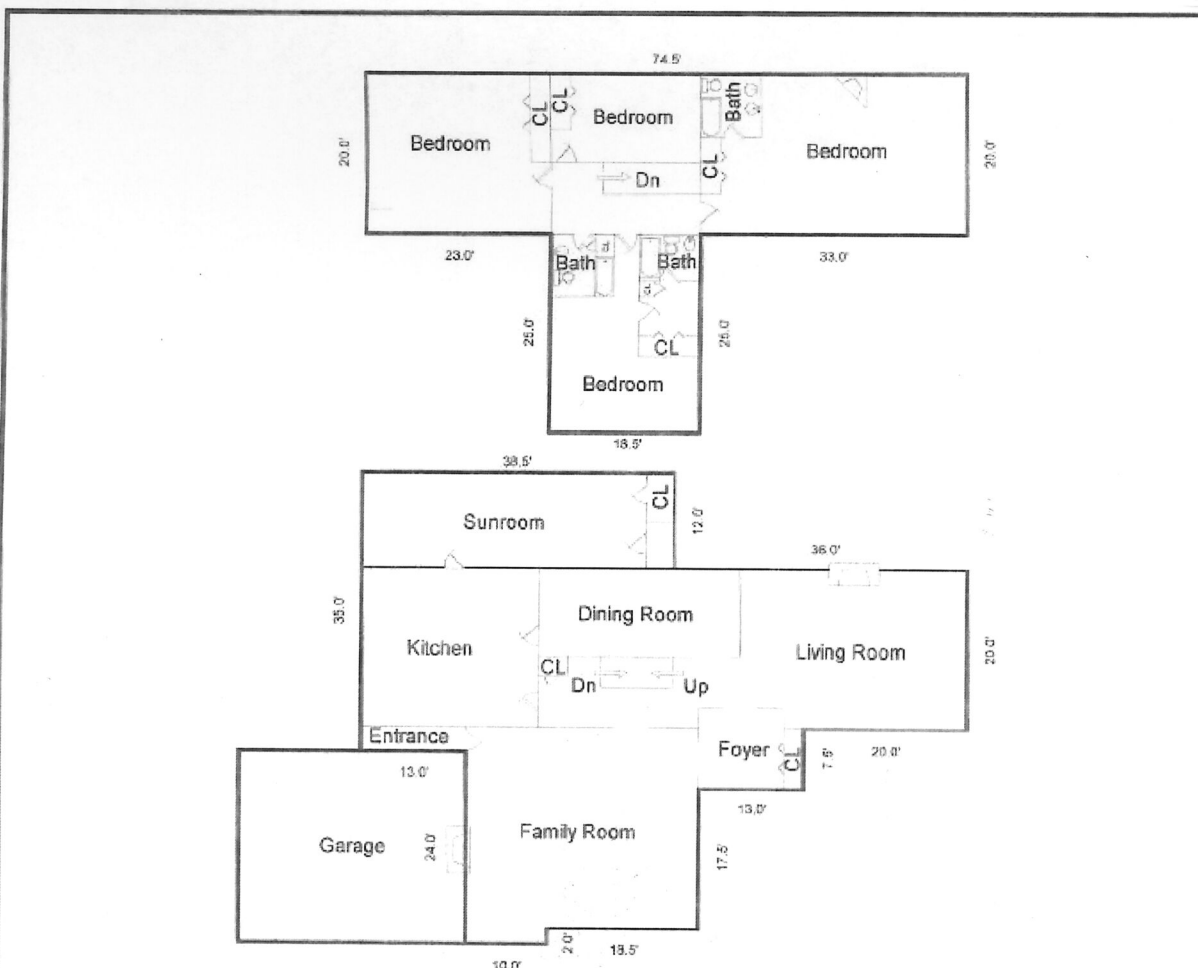 74.5'
CL
CL
Bedroom
Bath
Bedroom
Bedroom
20.0'
20.0'
CL
Dn
23.0'
33.0'
Bath
CL
Bath
CL
25.0'
25.0'
CL
Bedroom
18.5'
38.5'
Sunroom
CL
12.0'
36.0'
35.0'
Dining Room
Kitchen
Living Room
20.0'
CL
Dn
Up
Entrance
Foyer
CL
7.5'
20.0'
13.0'
13.0'
Garage
24.0'
Family Room
17.5'
2.0'
18.5'
10.0'